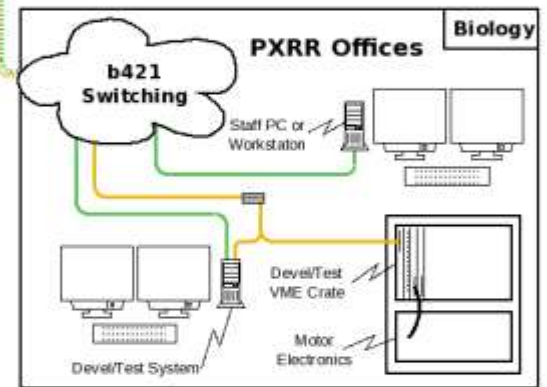 Biology
PXRR Offices
b421
Switching
Staff PC or
Workstaton
Devel/Test
VME Crate
Motor
Electronics
Devel/Test System